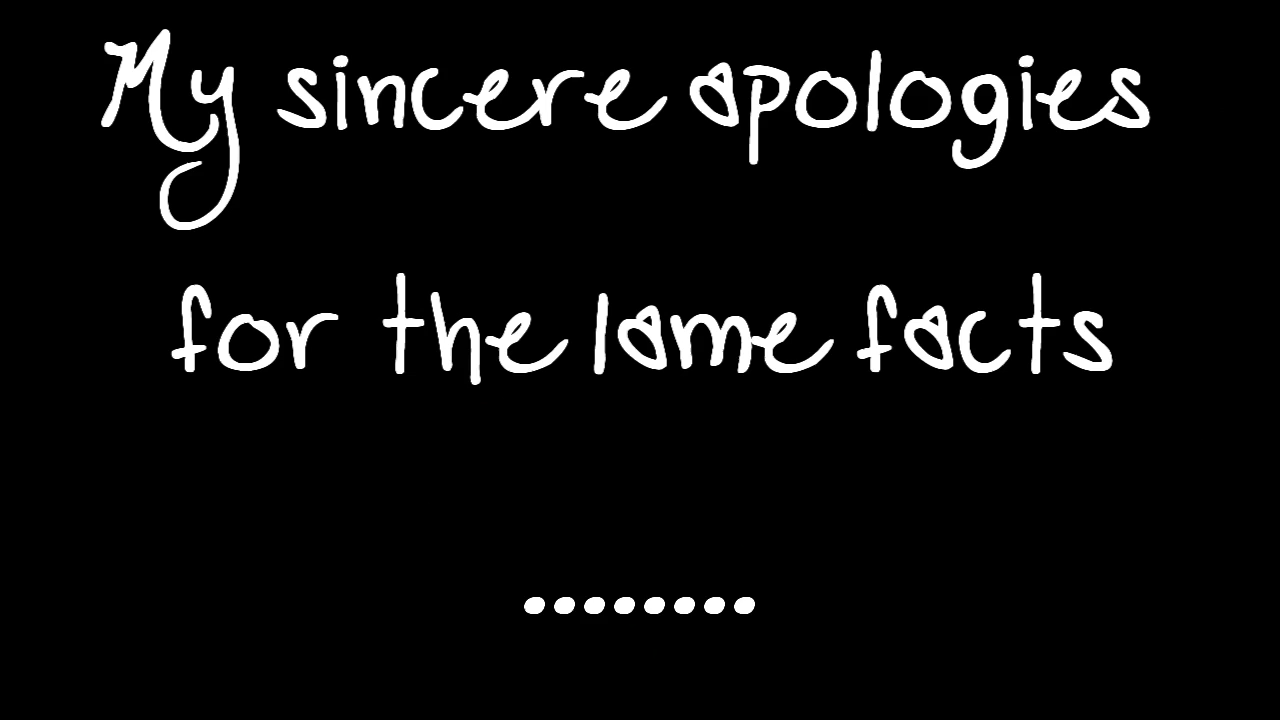 My sincere apologies
for the lame facts
........